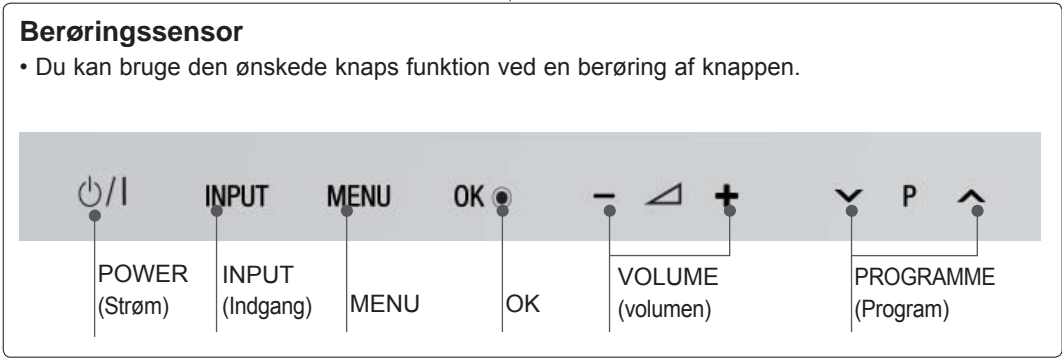 Berøringssensor
• Du kan bruge den ønskede knaps funktion ved en berøring af knappen.
⏻/I INPUT MENU OK ◉ − ◿ + ⌄ P ⌃
POWER
(Strøm)
INPUT
(Indgang)
MENU
OK
VOLUME
(volumen)
PROGRAMME
(Program)